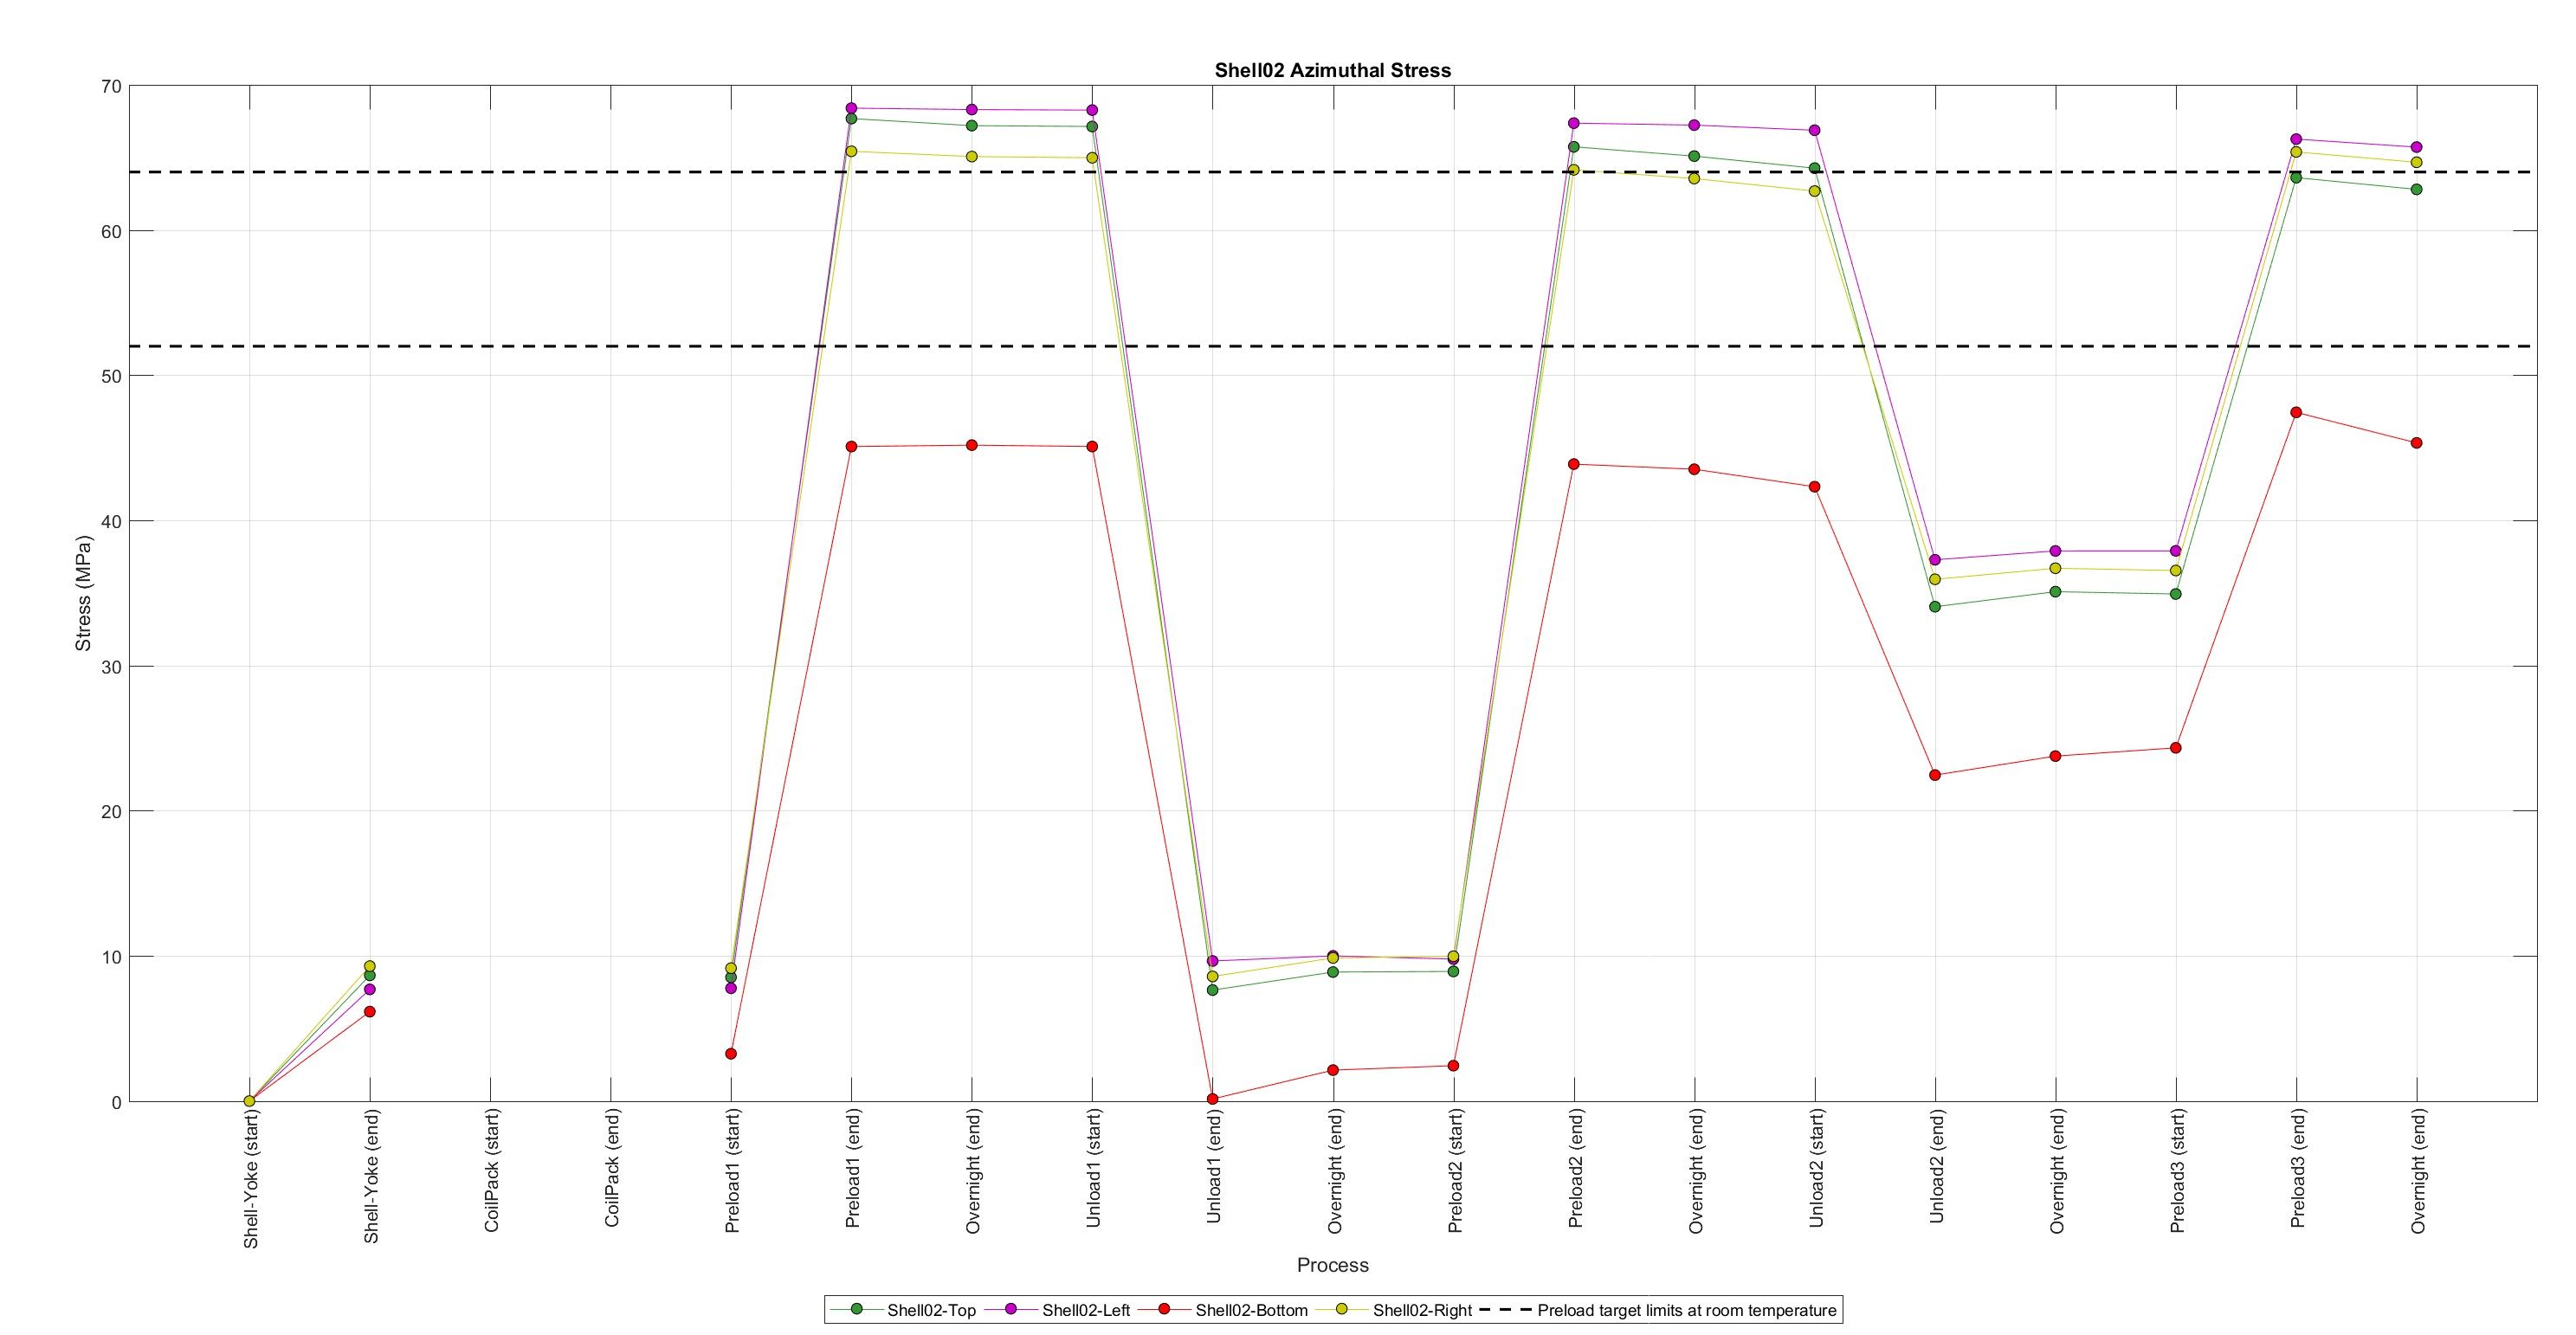 Shell02 Azimuthal Stress
70
60
50
40
30
20
10
0
Stress (MPa)
Shell-Yoke (start)
Shell-Yoke (end)
CoilPack (start)
CoilPack (end)
Preload1 (start)
Preload1 (end)
Overnight (end)
Unload1 (start)
Unload1 (end)
Overnight (end)
Preload2 (start)
Preload2 (end)
Overnight (end)
Unload2 (start)
Unload2 (end)
Overnight (end)
Preload3 (start)
Preload3 (end)
Overnight (end)
Process
Shell02-Top Shell02-Left Shell02-Bottom Shell02-Right Preload target limits at room temperature